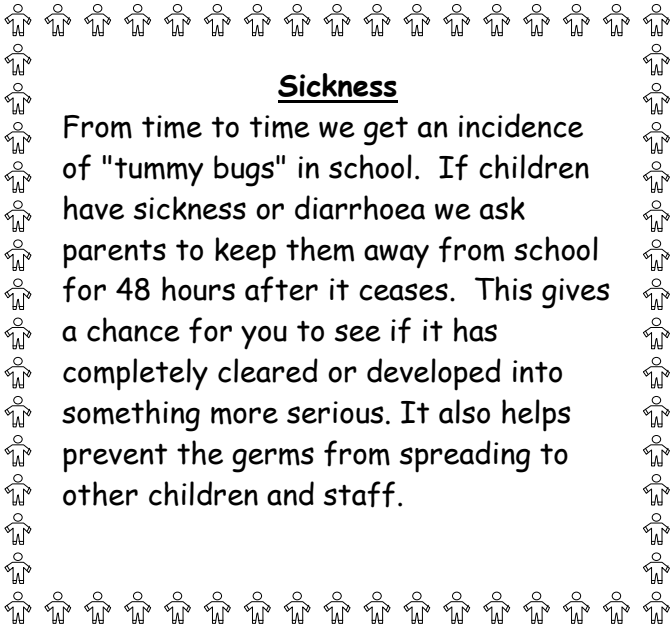 Sickness
From time to time we get an incidence
of "tummy bugs" in school.  If children
have sickness or diarrhoea we ask
parents to keep them away from school
for 48 hours after it ceases.  This gives
a chance for you to see if it has
completely cleared or developed into
something more serious. It also helps
prevent the germs from spreading to
other children and staff.